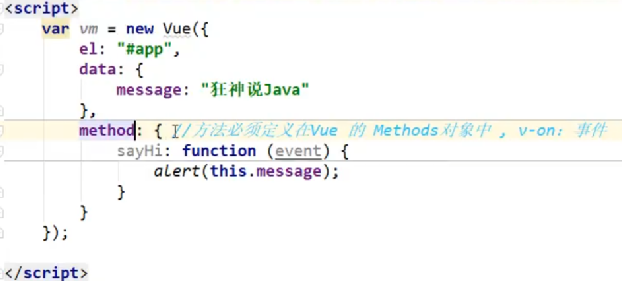 <script>
var vm = new Vue({
el: "#app",
data: {
message: "狂神说Java"
},
method: { //方法必须定义在Vue 的 Methods对象中 , v-on: 事件
sayHi: function (event) {
alert(this.message);
}
}
});
</script>